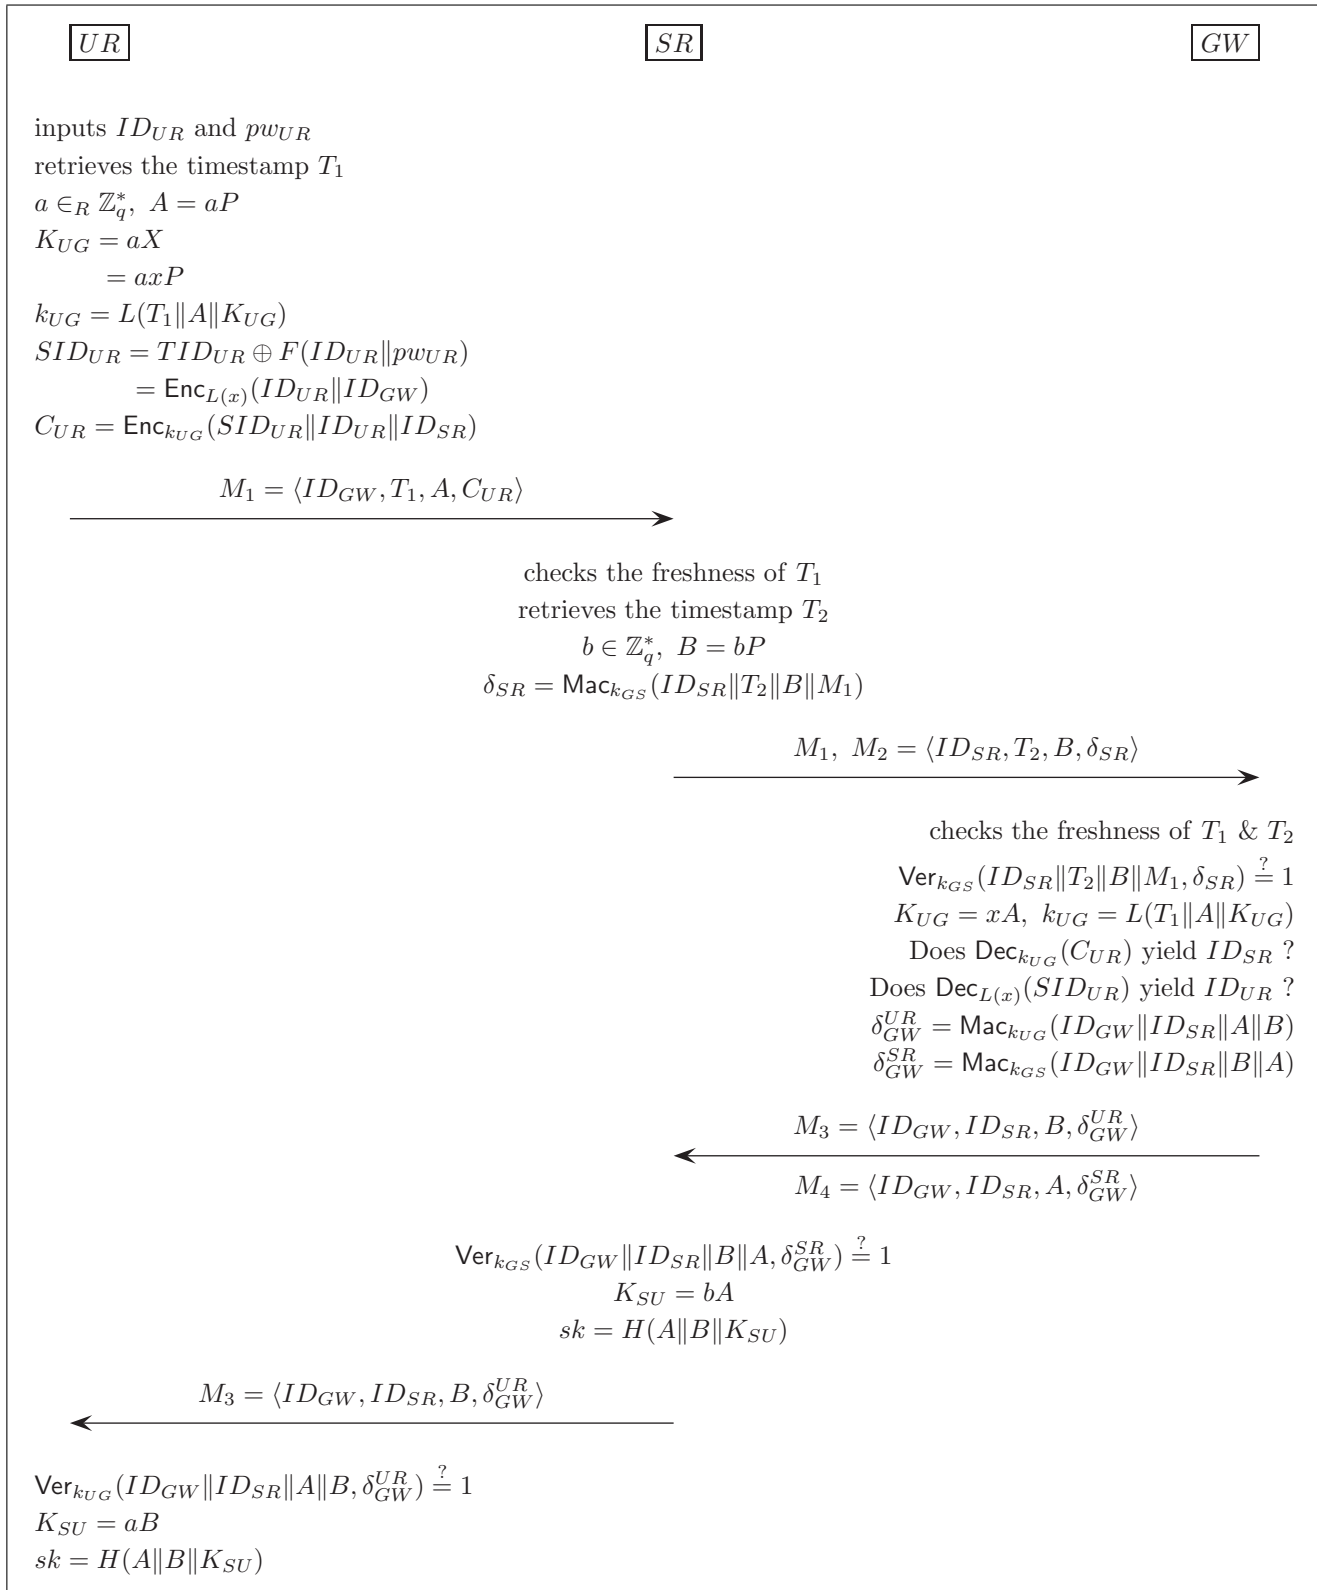 UR SR GW
inputs ID_{UR} and pw_{UR}
retrieves the timestamp T_1
a ∈_R ℤ_q^*, A = aP
K_{UG} = aX
= axP
k_{UG} = L(T_1‖A‖K_{UG})
SID_{UR} = TID_{UR} ⊕ F(ID_{UR}‖pw_{UR})
= Enc_{L(x)}(ID_{UR}‖ID_{GW})
C_{UR} = Enc_{k_{UG}}(SID_{UR}‖ID_{UR}‖ID_{SR})
M_1 = ⟨ID_{GW}, T_1, A, C_{UR}⟩
checks the freshness of T_1
retrieves the timestamp T_2
b ∈ ℤ_q^*, B = bP
δ_{SR} = Mac_{k_{GS}}(ID_{SR}‖T_2‖B‖M_1)
M_1, M_2 = ⟨ID_{SR}, T_2, B, δ_{SR}⟩
checks the freshness of T_1 & T_2
Ver_{k_{GS}}(ID_{SR}‖T_2‖B‖M_1, δ_{SR}) ≟ 1
K_{UG} = xA, k_{UG} = L(T_1‖A‖K_{UG})
Does Dec_{k_{UG}}(C_{UR}) yield ID_{SR} ?
Does Dec_{L(x)}(SID_{UR}) yield ID_{UR} ?
δ_{GW}^{UR} = Mac_{k_{UG}}(ID_{GW}‖ID_{SR}‖A‖B)
δ_{GW}^{SR} = Mac_{k_{GS}}(ID_{GW}‖ID_{SR}‖B‖A)
M_3 = ⟨ID_{GW}, ID_{SR}, B, δ_{GW}^{UR}⟩
M_4 = ⟨ID_{GW}, ID_{SR}, A, δ_{GW}^{SR}⟩
Ver_{k_{GS}}(ID_{GW}‖ID_{SR}‖B‖A, δ_{GW}^{SR}) ≟ 1
K_{SU} = bA
sk = H(A‖B‖K_{SU})
M_3 = ⟨ID_{GW}, ID_{SR}, B, δ_{GW}^{UR}⟩
Ver_{k_{UG}}(ID_{GW}‖ID_{SR}‖A‖B, δ_{GW}^{UR}) ≟ 1
K_{SU} = aB
sk = H(A‖B‖K_{SU})